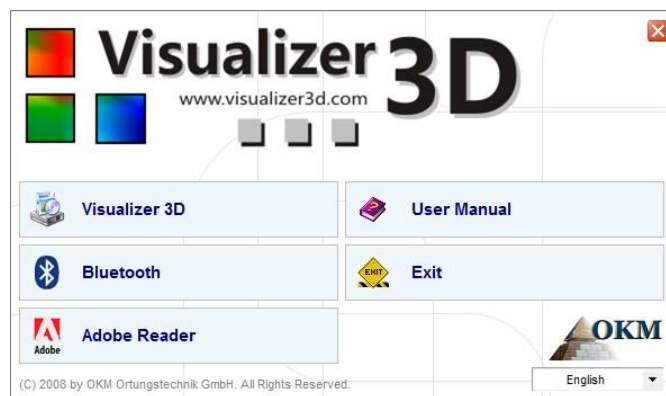 Visualizer 3D
www.visualizer3d.com
Visualizer 3D
User Manual
Bluetooth
EXIT
Exit
Adobe
Adobe Reader
OKM
(C) 2008 by OKM Ortungstechnik GmbH. All Rights Reserved.
English